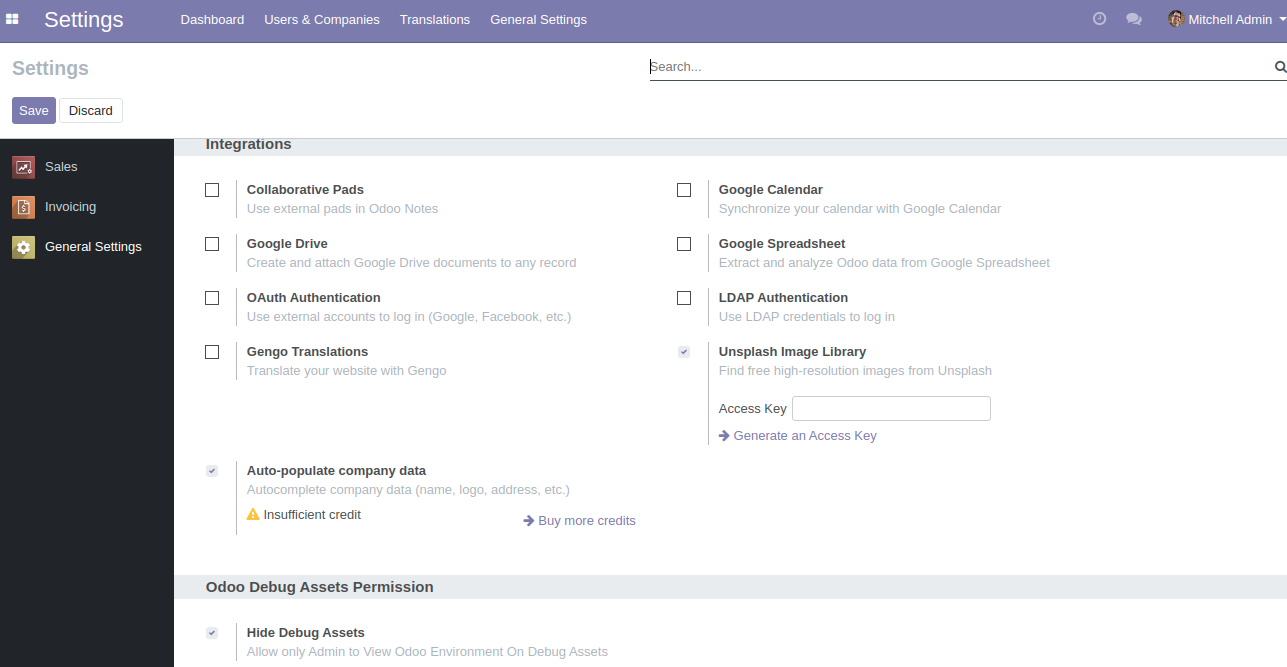 Settings Dashboard Users & Companies Translations General Settings Mitchell Admin
Settings
Search...
Save Discard
Sales
Invoicing
General Settings
Integrations
Collaborative Pads
Use external pads in Odoo Notes
Google Calendar
Synchronize your calendar with Google Calendar
Google Drive
Create and attach Google Drive documents to any record
Google Spreadsheet
Extract and analyze Odoo data from Google Spreadsheet
OAuth Authentication
Use external accounts to log in (Google, Facebook, etc.)
LDAP Authentication
Use LDAP credentials to log in
Gengo Translations
Translate your website with Gengo
Unsplash Image Library
Find free high-resolution images from Unsplash
Access Key
Generate an Access Key
Auto-populate company data
Autocomplete company data (name, logo, address, etc.)
Insufficient credit
Buy more credits
Odoo Debug Assets Permission
Hide Debug Assets
Allow only Admin to View Odoo Environment On Debug Assets